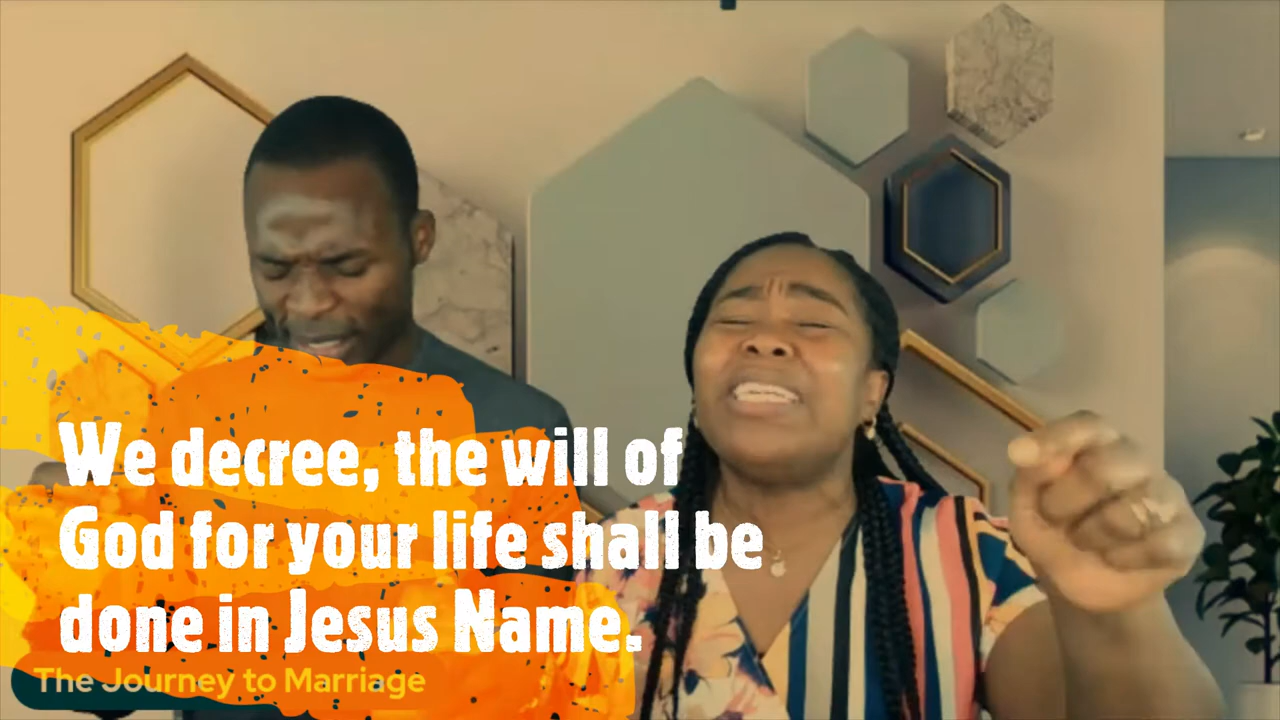 We decree, the will of
God for your life shall be
done in Jesus Name.
The Journey to Marriage